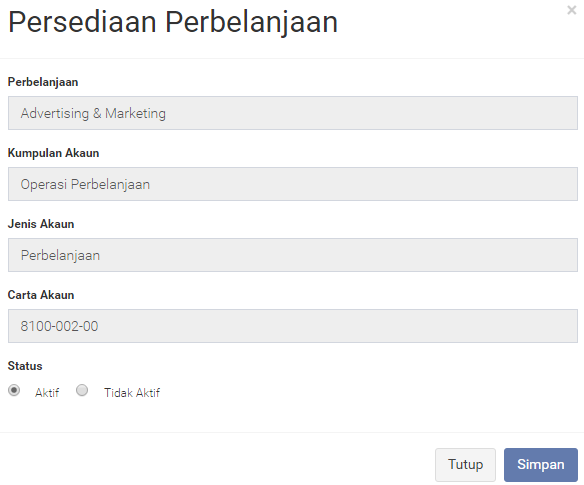 Persediaan Perbelanjaan
×
Perbelanjaan
Advertising & Marketing
Kumpulan Akaun
Operasi Perbelanjaan
Jenis Akaun
Perbelanjaan
Carta Akaun
8100-002-00
Status
Aktif Tidak Aktif
Tutup Simpan